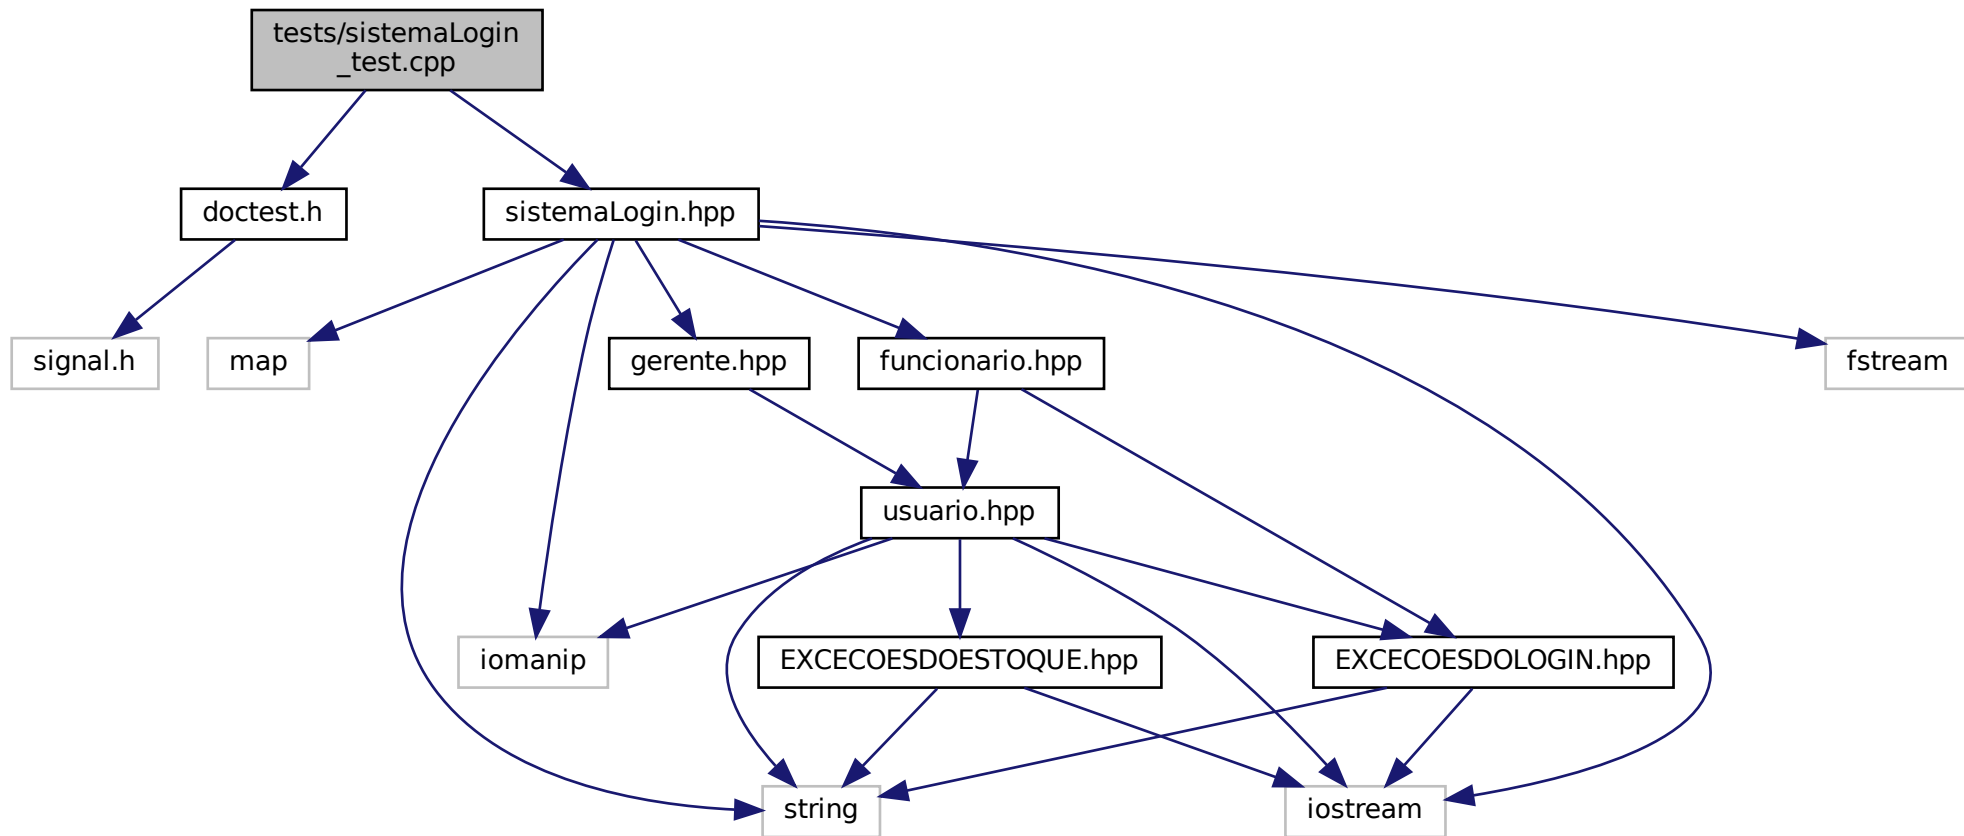 tests/sistemaLogin
_test.cpp
doctest.h
sistemaLogin.hpp
signal.h
map
gerente.hpp
funcionario.hpp
fstream
usuario.hpp
iomanip
EXCECOESDOESTOQUE.hpp
EXCECOESDOLOGIN.hpp
string
iostream